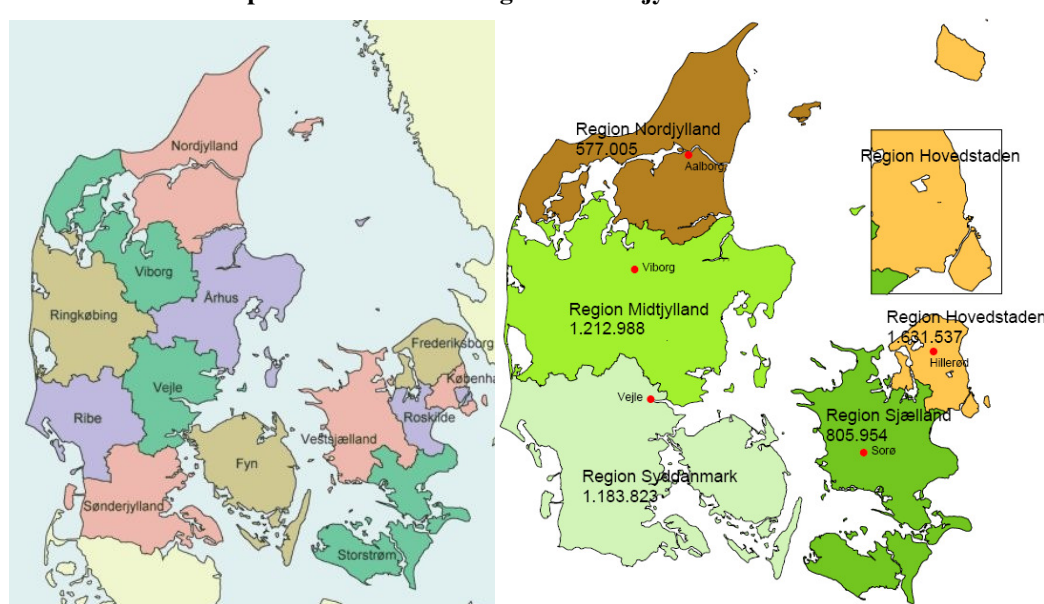 Nordjylland
Viborg
Århus
Ringkøbing
Vejle
Ribe
Sønderjylland
Fyn
Vestsjælland
Frederiksborg
Københa
Roskilde
Storstrøm
Region Nordjylland
577.005
Aalborg
Region Hovedstaden
Viborg
Region Midtjylland
1.212.988
Region Hovedstaden
1.631.537
Hillerød
Vejle
Region Sjælland
805.954
Sorø
Region Syddanmark
1.183.823